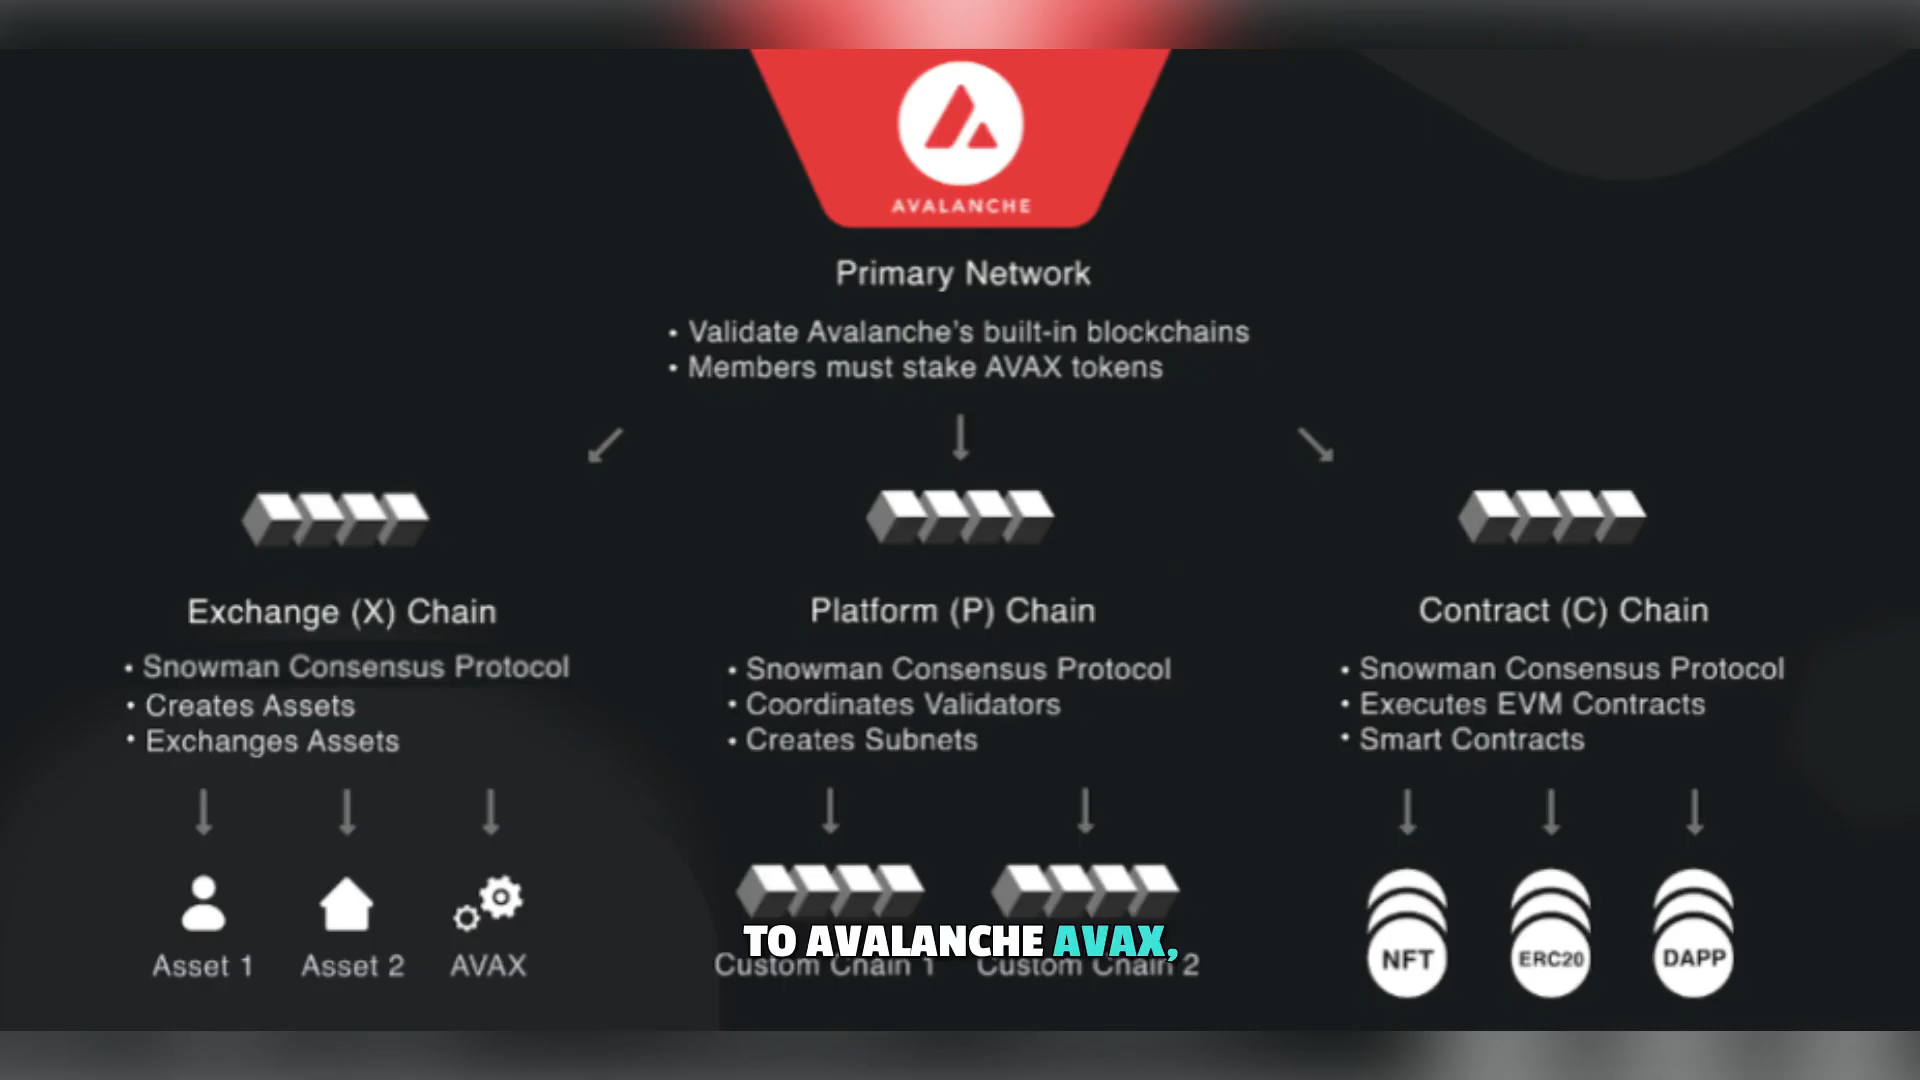 AVALANCHE
Primary Network
• Validate Avalanche's built-in blockchains
• Members must stake AVAX tokens
Exchange (X) Chain
• Snowman Consensus Protocol
• Creates Assets
• Exchanges Assets
Platform (P) Chain
• Snowman Consensus Protocol
• Coordinates Validators
• Creates Subnets
Contract (C) Chain
• Snowman Consensus Protocol
• Executes EVM Contracts
• Smart Contracts
Asset 1
Asset 2
AVAX
Custom Chain 1
Custom Chain 2
NFT
ERC20
DAPP
TO AVALANCHE AVAX,